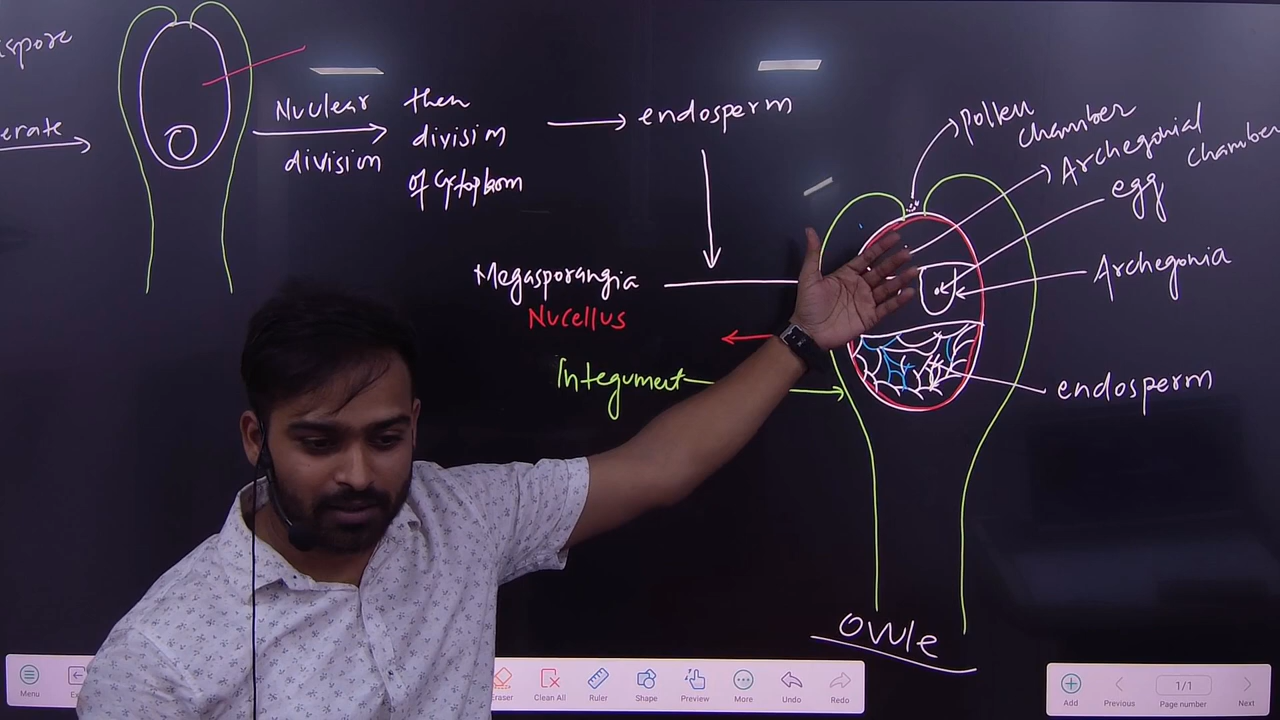 spore
erate
Nuclear
division
then
divisim
of Cytoplasm
endosperm
Pollen
chamber
Archegonial
chamber
egg
Archegonia
Megasporangia
Nucellus
Integument
endosperm
Ovule
Menu
Eraser
Clean All
Ruler
Shape
Preview
More
Undo
Redo
Add
Previous
1/1
Page number
Next